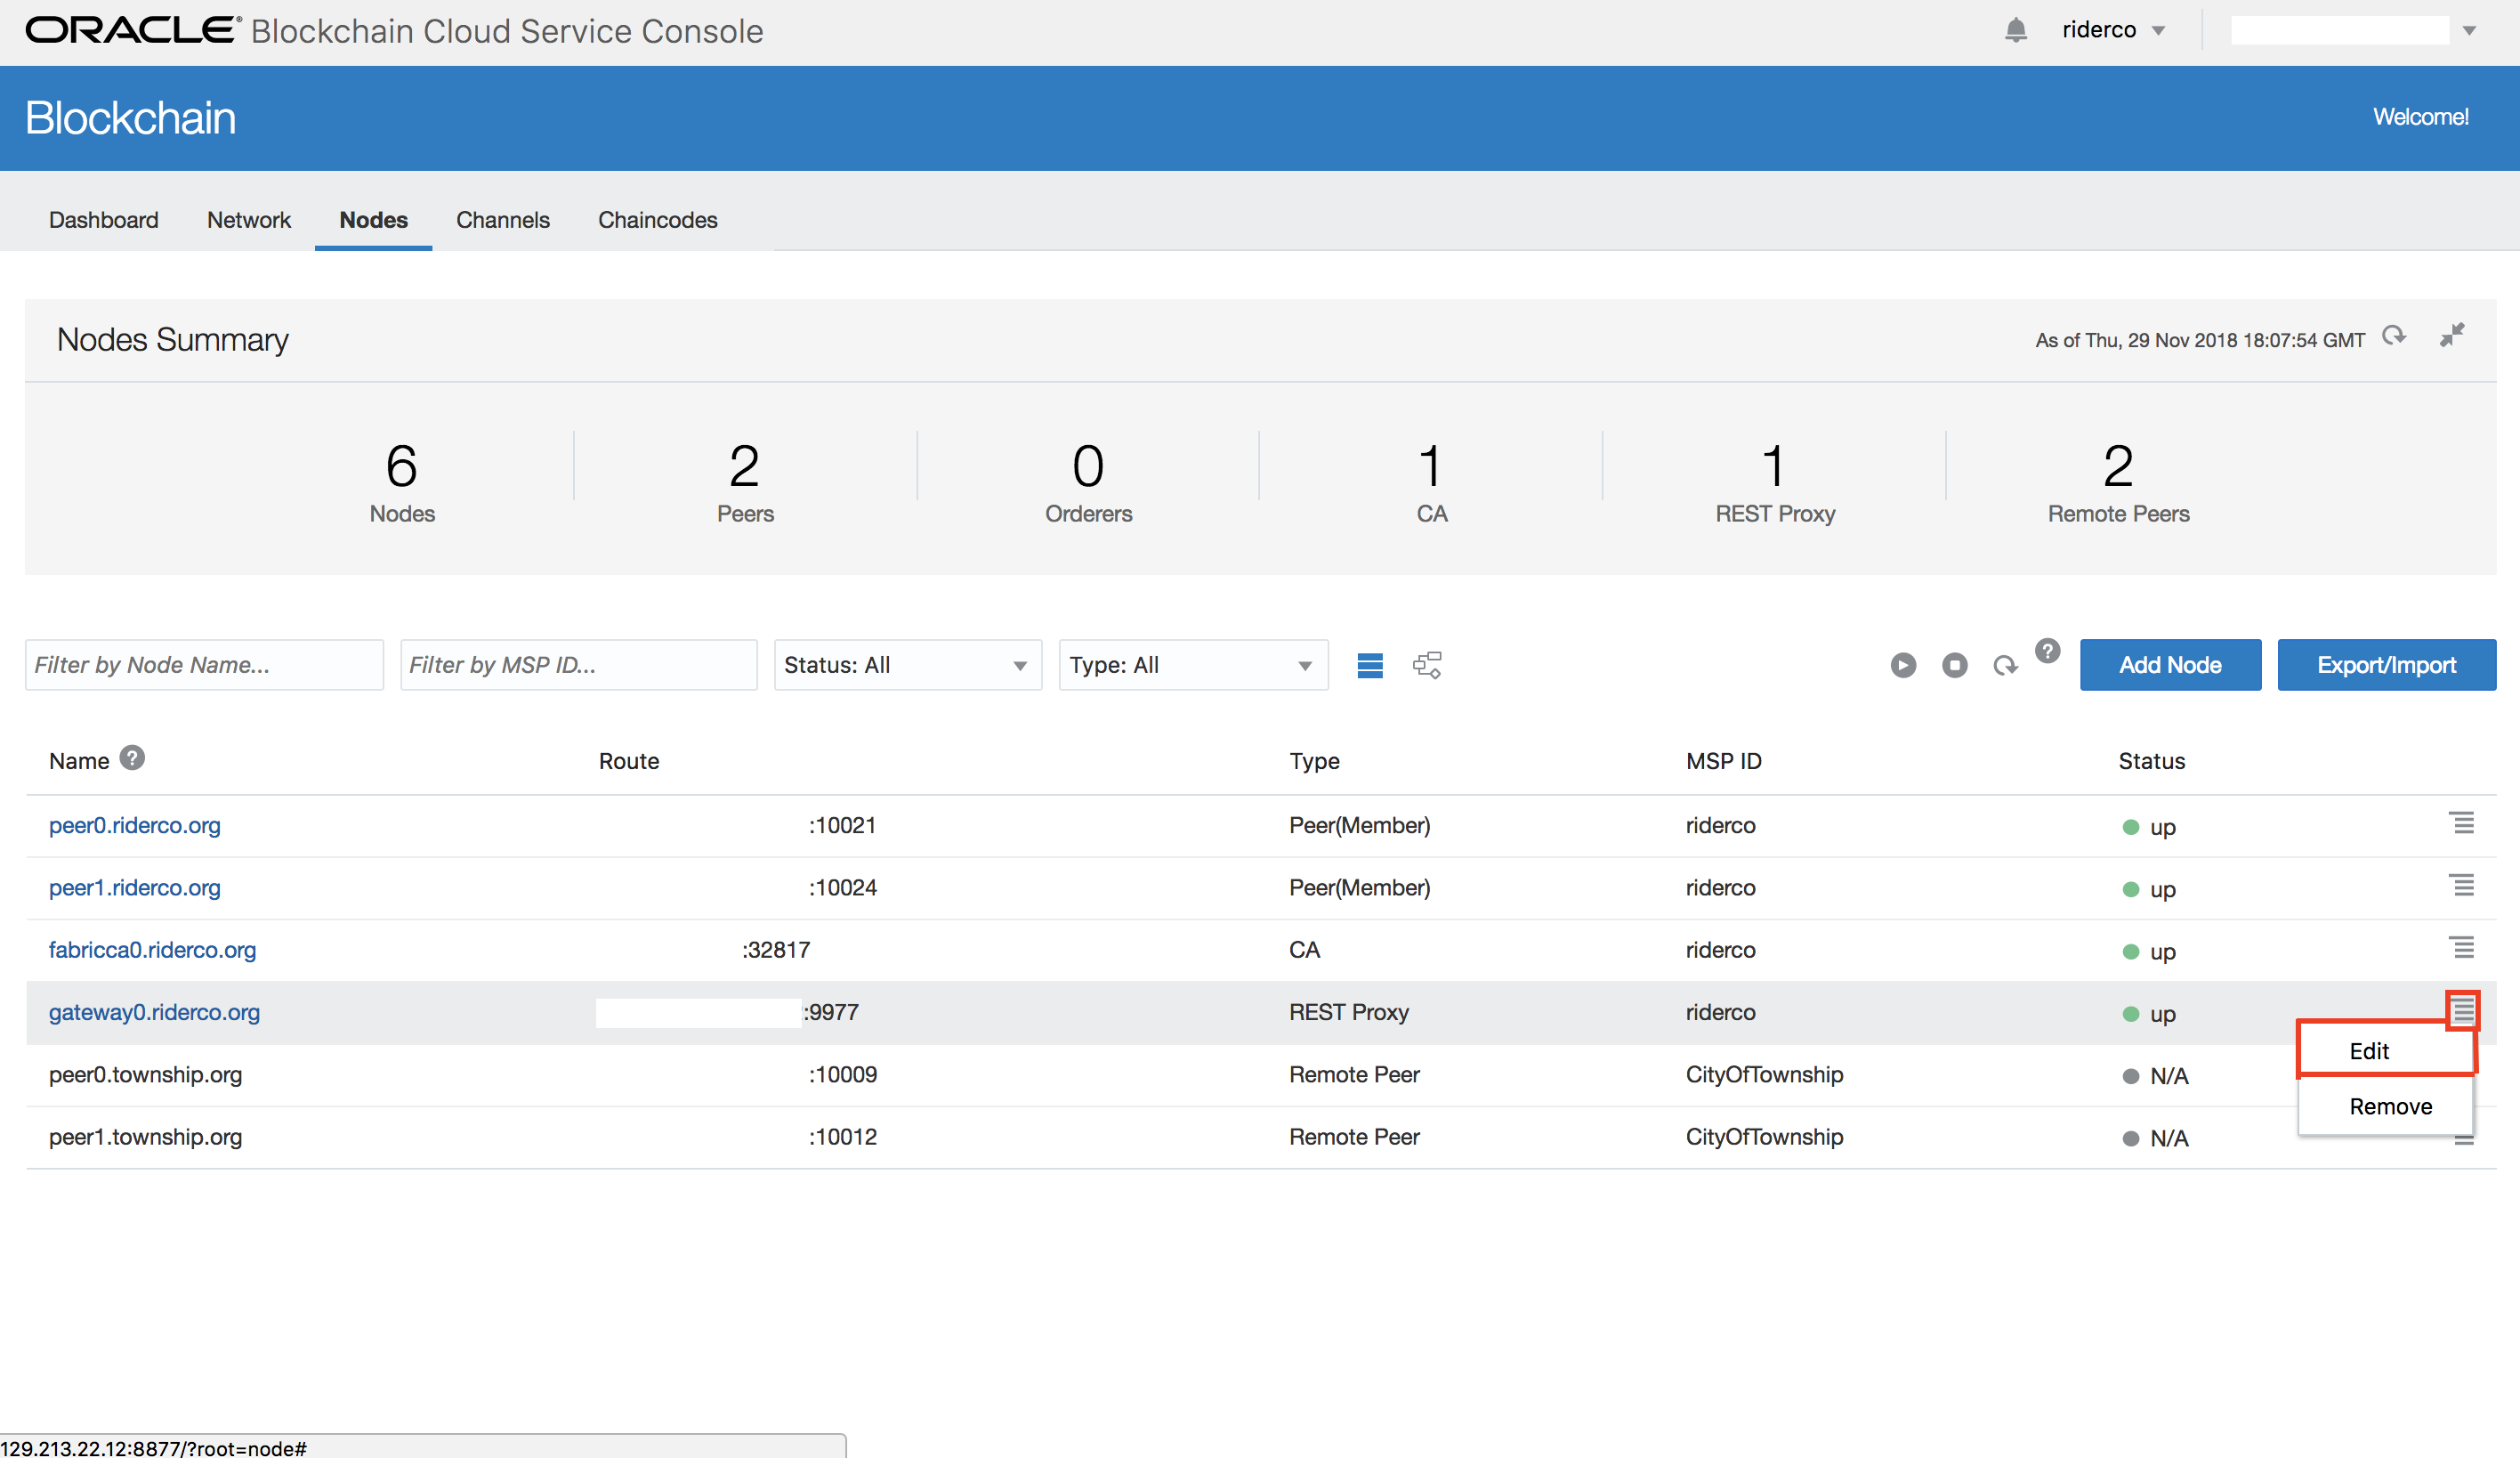 ORACLE® Blockchain Cloud Service Console
riderco
Blockchain
Welcome!
Dashboard Network Nodes Channels Chaincodes
Nodes Summary
As of Thu, 29 Nov 2018 18:07:54 GMT
6 2 0 1 1 2
Nodes Peers Orderers CA REST Proxy Remote Peers
Filter by Node Name... Filter by MSP ID... Status: All Type: All ? Add Node Export/Import
Name ? Route Type MSP ID Status
peer0.riderco.org :10021 Peer(Member) riderco up
peer1.riderco.org :10024 Peer(Member) riderco up
fabricca0.riderco.org :32817 CA riderco up
gateway0.riderco.org :9977 REST Proxy riderco up
Edit
peer0.township.org :10009 Remote Peer CityOfTownship N/A
Remove
peer1.township.org :10012 Remote Peer CityOfTownship N/A
129.213.22.12:8877/?root=node#